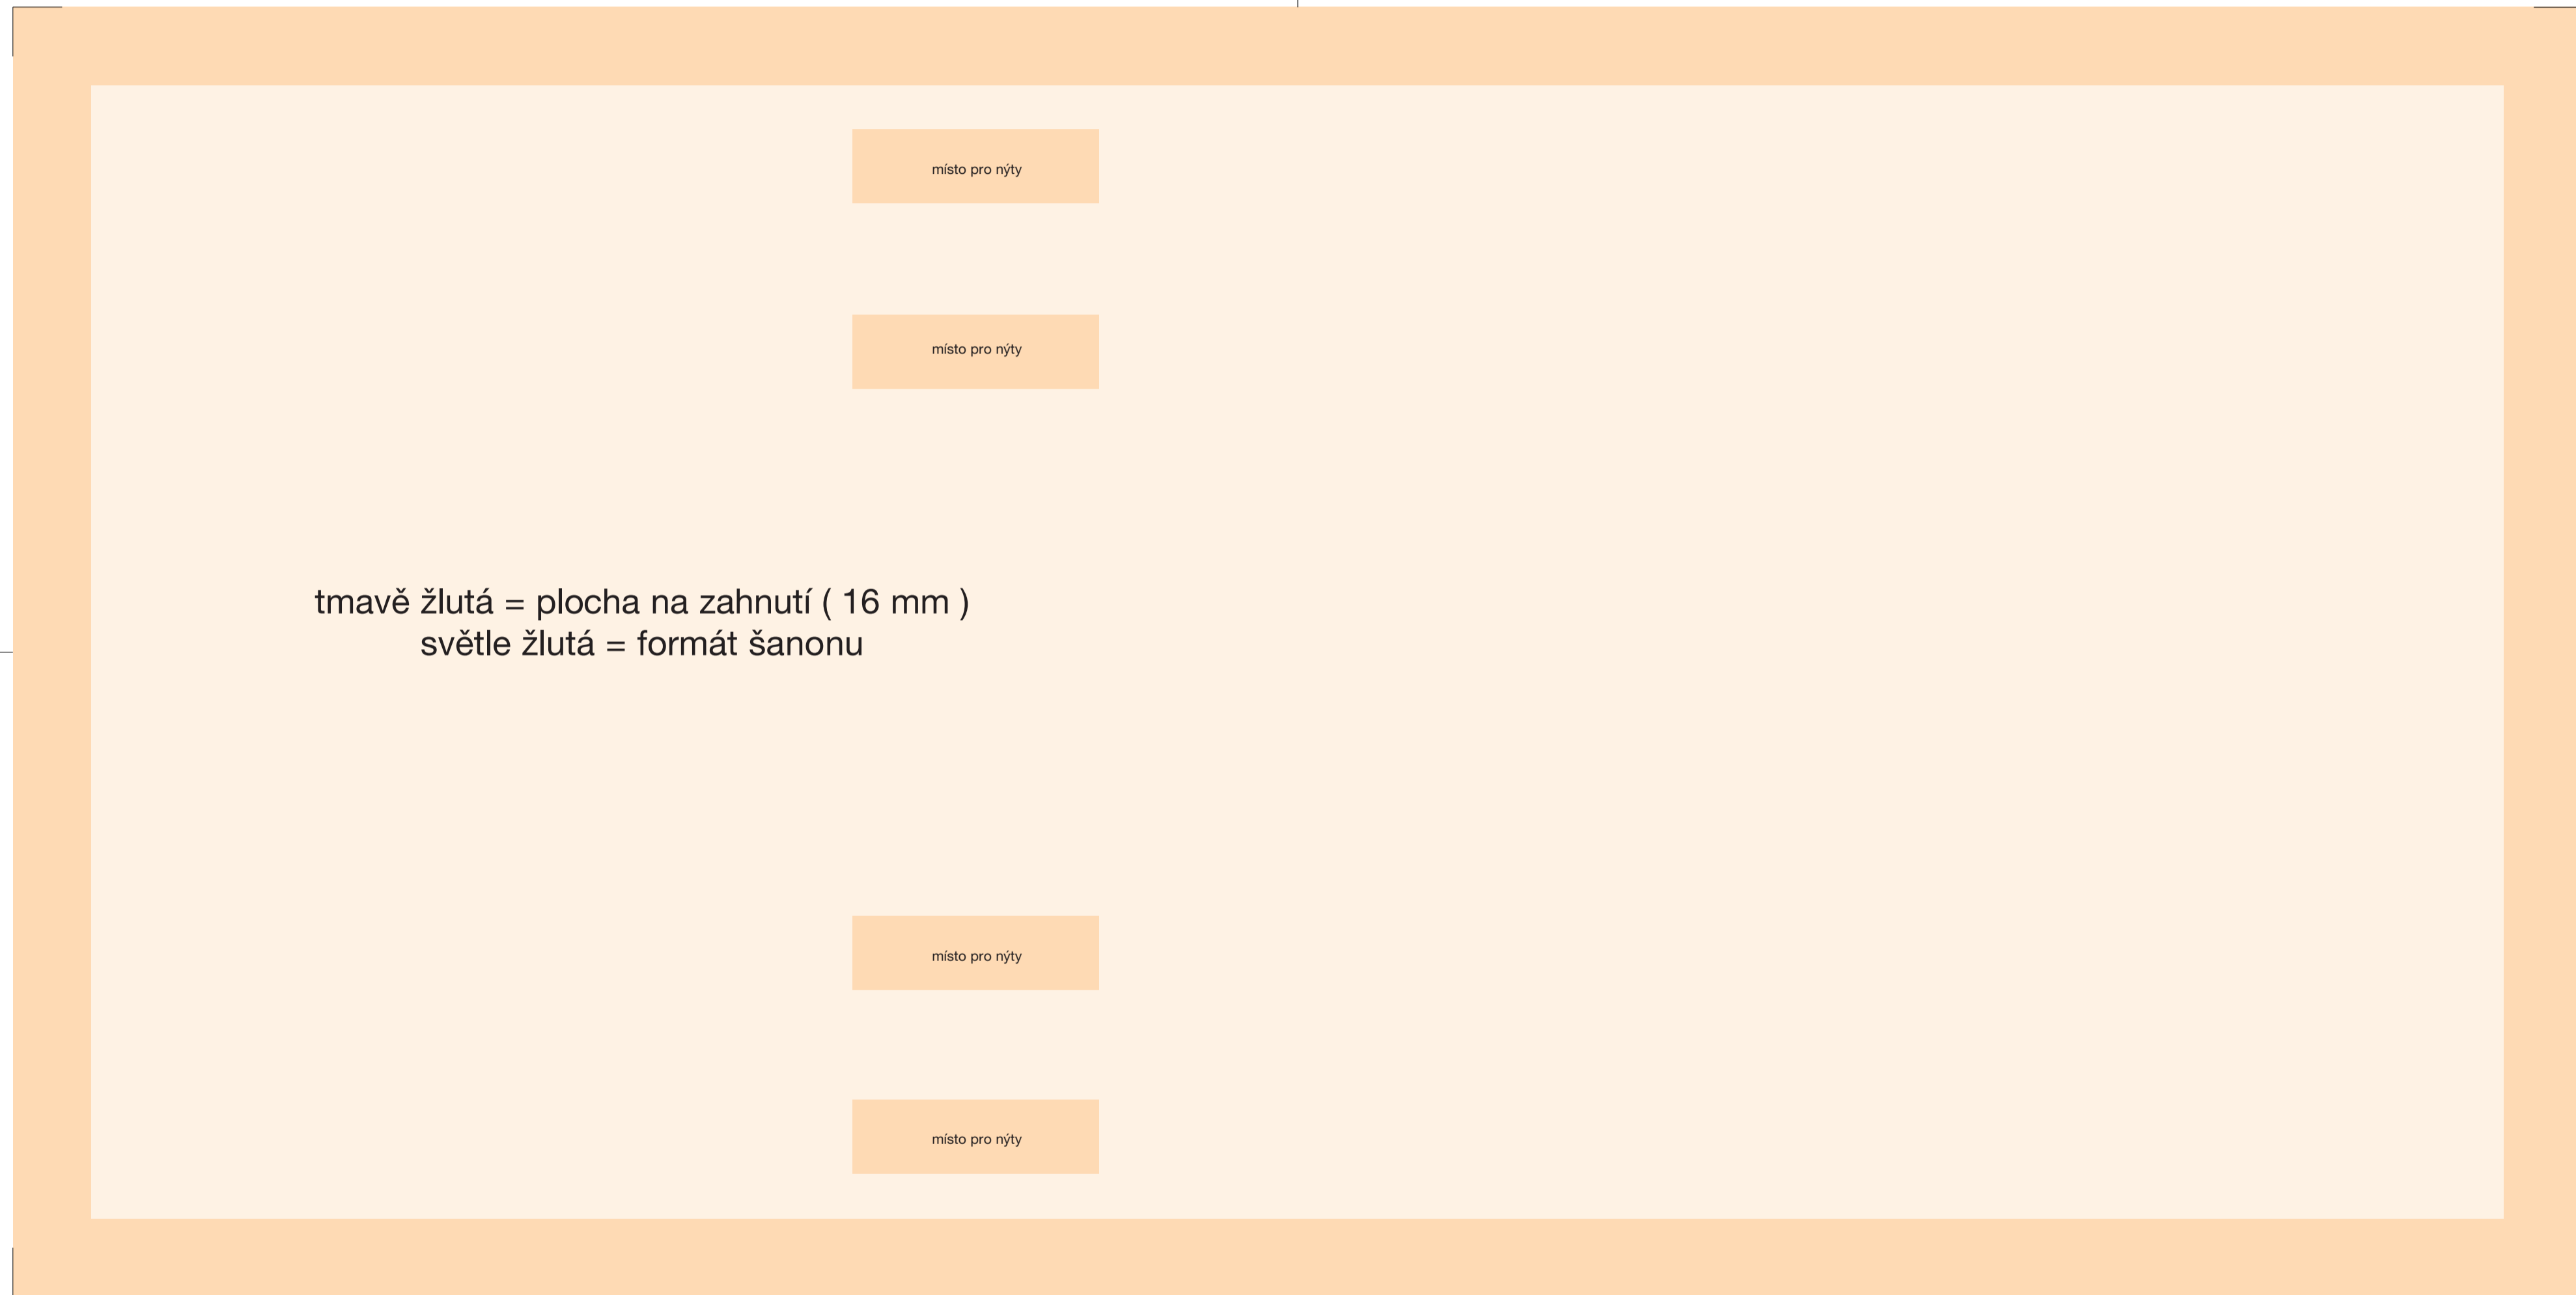 místo pro nýty
místo pro nýty
tmavě žlutá = plocha na zahnutí ( 16 mm )
světle žlutá = formát šanonu
místo pro nýty
místo pro nýty